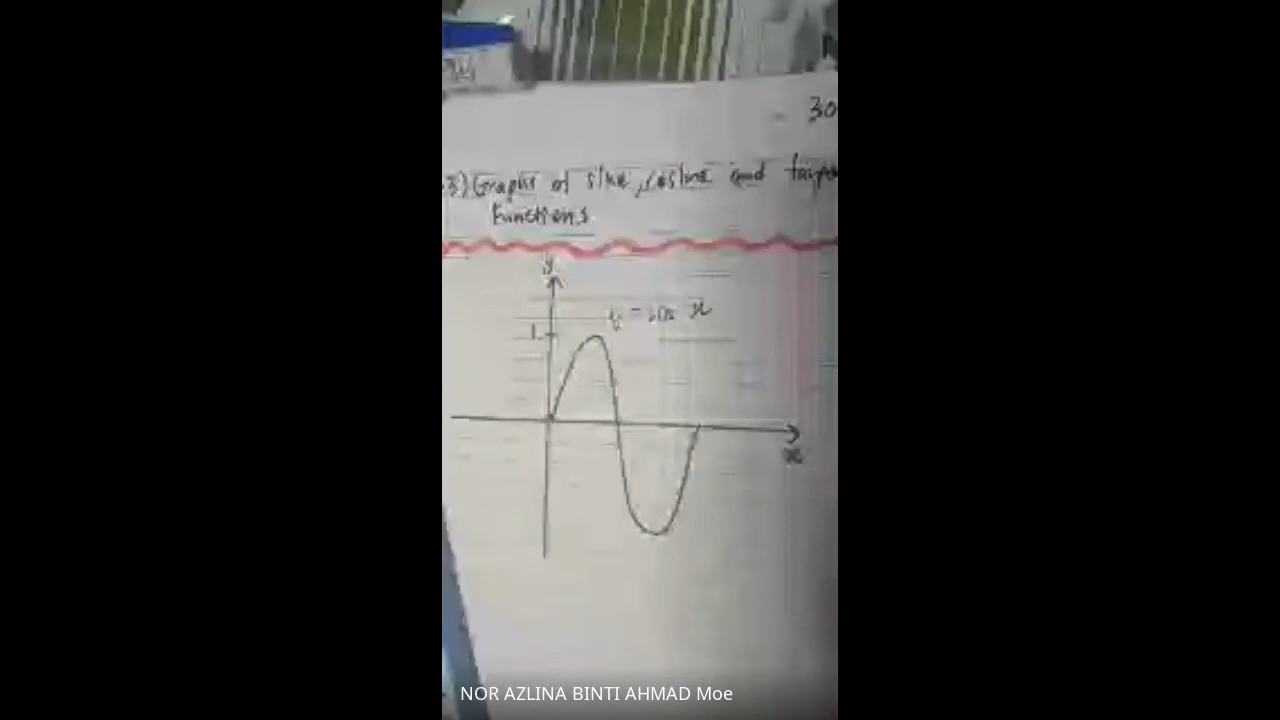 30
3) Graphs of sine, cosine and
Functions
y
y = sin x
1
x
NOR AZLINA BINTI AHMAD Moe